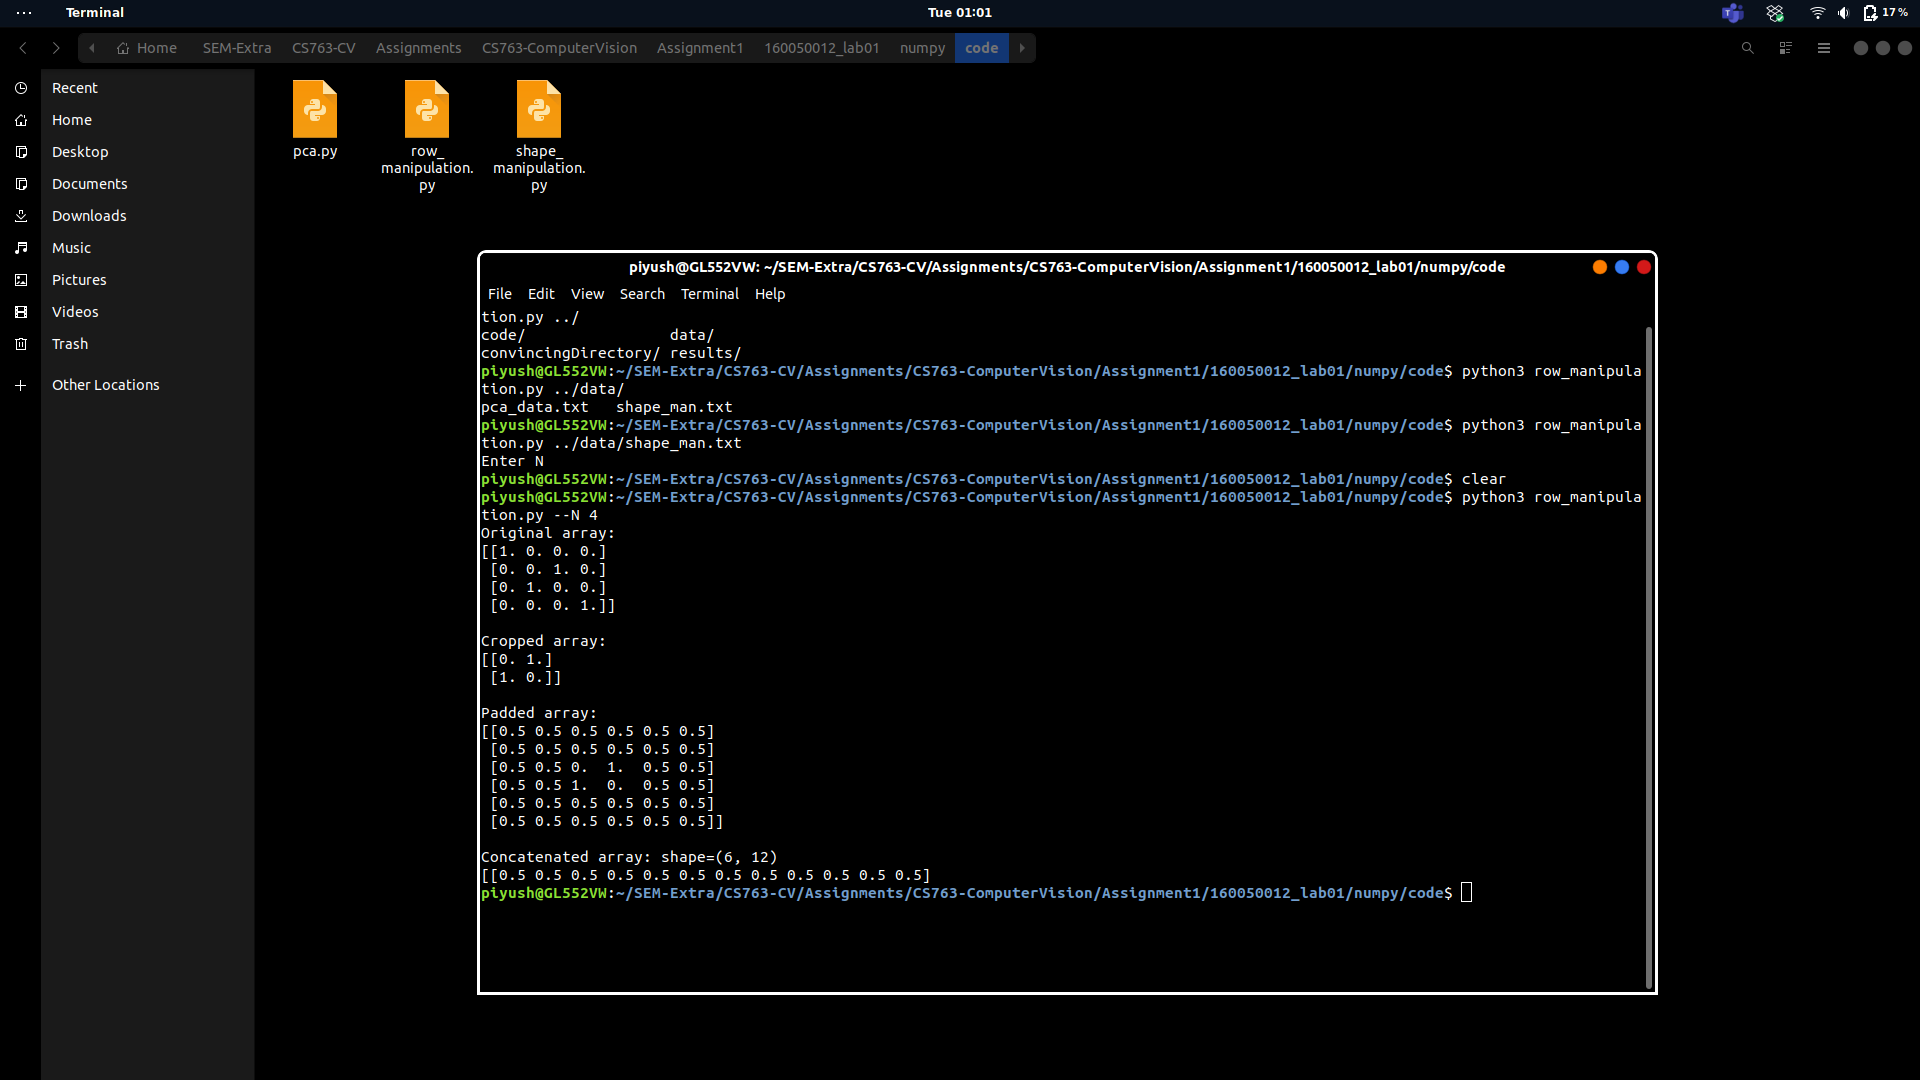 Terminal
Tue 01:01
17%
Home SEM-Extra CS763-CV Assignments CS763-ComputerVision Assignment1 160050012_lab01 numpy code
Recent
Home
Desktop
Documents
Downloads
Music
Pictures
Videos
Trash
Other Locations
pca.py
row_
manipulation.
py
shape_
manipulation.
py
piyush@GL552VW: ~/SEM-Extra/CS763-CV/Assignments/CS763-ComputerVision/Assignment1/160050012_lab01/numpy/code
File Edit View Search Terminal Help
tion.py ../
code/                data/
convincingDirectory/ results/
piyush@GL552VW:~/SEM-Extra/CS763-CV/Assignments/CS763-ComputerVision/Assignment1/160050012_lab01/numpy/code$ python3 row_manipula
tion.py ../data/
pca_data.txt   shape_man.txt
piyush@GL552VW:~/SEM-Extra/CS763-CV/Assignments/CS763-ComputerVision/Assignment1/160050012_lab01/numpy/code$ python3 row_manipula
tion.py ../data/shape_man.txt
Enter N
piyush@GL552VW:~/SEM-Extra/CS763-CV/Assignments/CS763-ComputerVision/Assignment1/160050012_lab01/numpy/code$ clear
piyush@GL552VW:~/SEM-Extra/CS763-CV/Assignments/CS763-ComputerVision/Assignment1/160050012_lab01/numpy/code$ python3 row_manipula
tion.py --N 4
Original array:
[[1. 0. 0. 0.]
 [0. 0. 1. 0.]
 [0. 1. 0. 0.]
 [0. 0. 0. 1.]]
Cropped array:
[[0. 1.]
 [1. 0.]]
Padded array:
[[0.5 0.5 0.5 0.5 0.5 0.5]
 [0.5 0.5 0.5 0.5 0.5 0.5]
 [0.5 0.5 0.  1.  0.5 0.5]
 [0.5 0.5 1.  0.  0.5 0.5]
 [0.5 0.5 0.5 0.5 0.5 0.5]
 [0.5 0.5 0.5 0.5 0.5 0.5]]
Concatenated array: shape=(6, 12)
[[0.5 0.5 0.5 0.5 0.5 0.5 0.5 0.5 0.5 0.5 0.5 0.5]
piyush@GL552VW:~/SEM-Extra/CS763-CV/Assignments/CS763-ComputerVision/Assignment1/160050012_lab01/numpy/code$